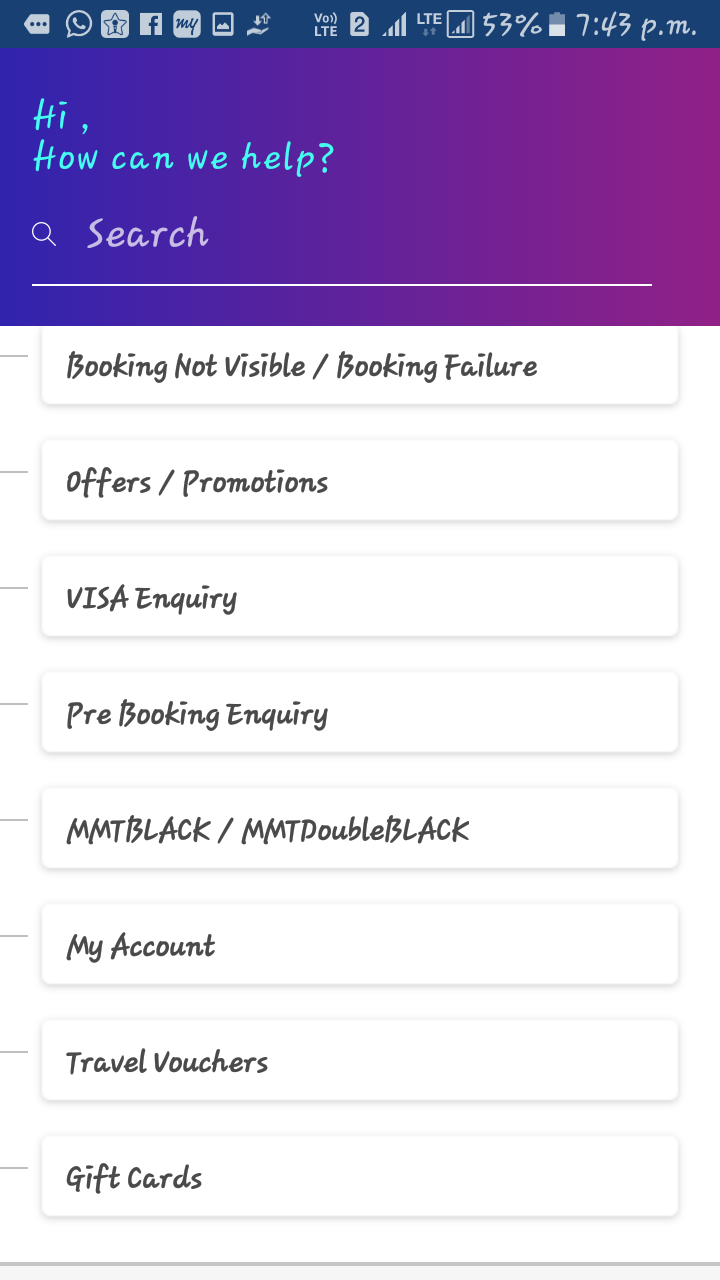 my Vo)) LTE 2 LTE 53% 7:43 p.m.
Hi ,
How can we help?
Search
Booking Not Visible / Booking Failure
Offers / Promotions
VISA Enquiry
Pre Booking Enquiry
MMTBLACK / MMTDoubleBLACK
My Account
Travel Vouchers
Gift Cards